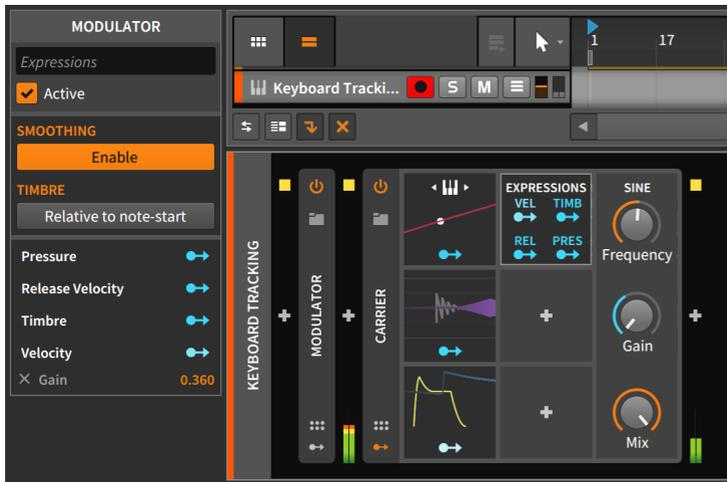 MODULATOR
Expressions
Active
SMOOTHING
Enable
TIMBRE
Relative to note-start
Pressure
Release Velocity
Timbre
Velocity
Gain 0.360
1 17
Keyboard Tracki... S M
KEYBOARD TRACKING
MODULATOR
CARRIER
EXPRESSIONS
VEL TIMB
REL PRES
SINE
Frequency
Gain
Mix